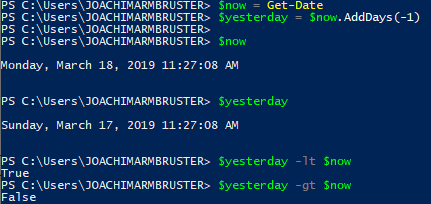 PS C:\Users\JOACHIMARMBRUSTER> $now = Get-Date
PS C:\Users\JOACHIMARMBRUSTER> $yesterday = $now.AddDays(-1)
PS C:\Users\JOACHIMARMBRUSTER> $now
Monday, March 18, 2019 11:27:08 AM
PS C:\Users\JOACHIMARMBRUSTER> $yesterday
Sunday, March 17, 2019 11:27:08 AM
PS C:\Users\JOACHIMARMBRUSTER> $yesterday -lt $now
True
PS C:\Users\JOACHIMARMBRUSTER> $yesterday -gt $now
False